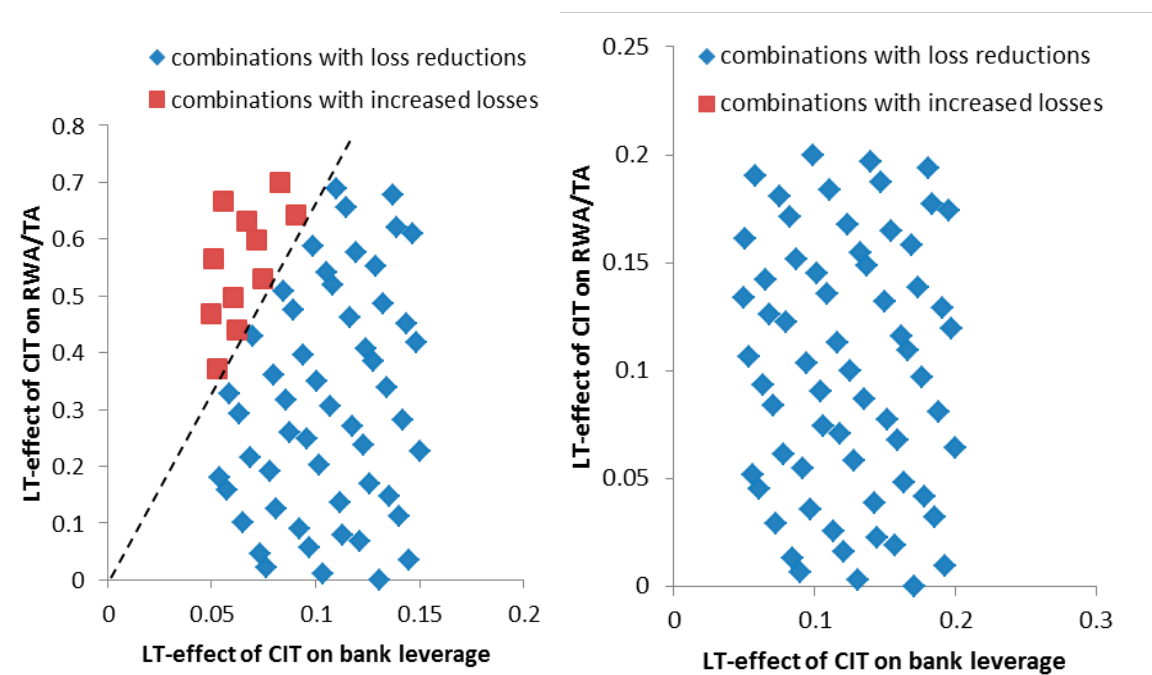 combinations with loss reductions
combinations with increased losses
0.8
0.7
0.6
0.5
0.4
0.3
0.2
0.1
0
LT-effect of CIT on RWA/TA
0 0.05 0.1 0.15 0.2
LT-effect of CIT on bank leverage
combinations with loss reductions
combinations with increased losses
0.25
0.2
0.15
0.1
0.05
0
LT-effect of CIT on RWA/TA
0 0.1 0.2 0.3
LT-effect of CIT on bank leverage